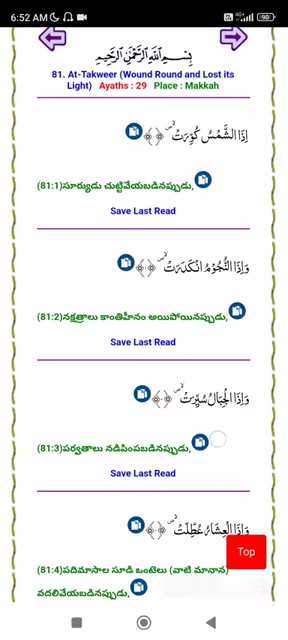 6:52 AM
90
بِسْمِ اللَّهِ الرَّحْمَٰنِ الرَّحِيمِ
81. At-Takweer (Wound Round and Lost its
Light) Ayaths : 29 Place : Makkah
إِذَا الشَّمْسُ كُوِّرَتْ
(81:1)సూర్యుడు చుట్టివేయబడినప్పుడు,
Save Last Read
وَإِذَا النُّجُومُ انْكَدَرَتْ
(81:2)నక్షత్రాలు కాంతిహీనం అయిపోయినప్పుడు,
Save Last Read
وَإِذَا الْجِبَالُ سُيِّرَتْ
(81:3)పర్వతాలు నడిపింపబడినప్పుడు,
Save Last Read
وَإِذَا الْعِشَارُ عُطِّلَتْ
Top
(81:4)పదిమాసాల సూడి ఒంటెలు (వాటి మానాన)
వదలివేయబడినప్పుడు,